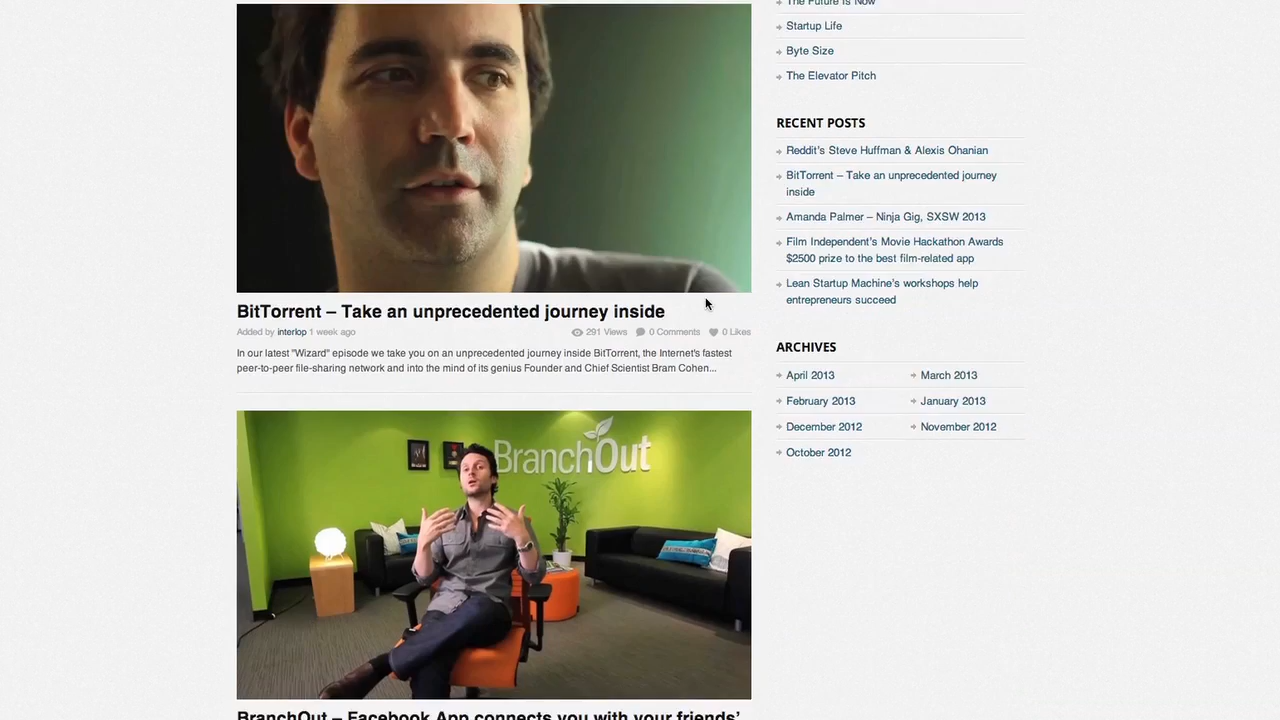 BitTorrent – Take an unprecedented journey inside
Added by interlop 1 week ago
291 Views 0 Comments 0 Likes
In our latest "Wizard" episode we take you on an unprecedented journey inside BitTorrent, the Internet's fastest
peer-to-peer file-sharing network and into the mind of its genius Founder and Chief Scientist Bram Cohen...
BranchOut
BranchOut – Facebook App connects you with your friends'
The Future Is Now
Startup Life
Byte Size
The Elevator Pitch
RECENT POSTS
Reddit's Steve Huffman & Alexis Ohanian
BitTorrent – Take an unprecedented journey
inside
Amanda Palmer – Ninja Gig, SXSW 2013
Film Independent's Movie Hackathon Awards
$2500 prize to the best film-related app
Lean Startup Machine's workshops help
entrepreneurs succeed
ARCHIVES
April 2013 March 2013
February 2013 January 2013
December 2012 November 2012
October 2012